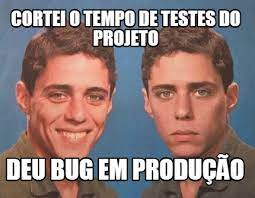 CORTEI O TEMPO DE TESTES DO
PROJETO
DEU BUG EM PRODUÇÃO